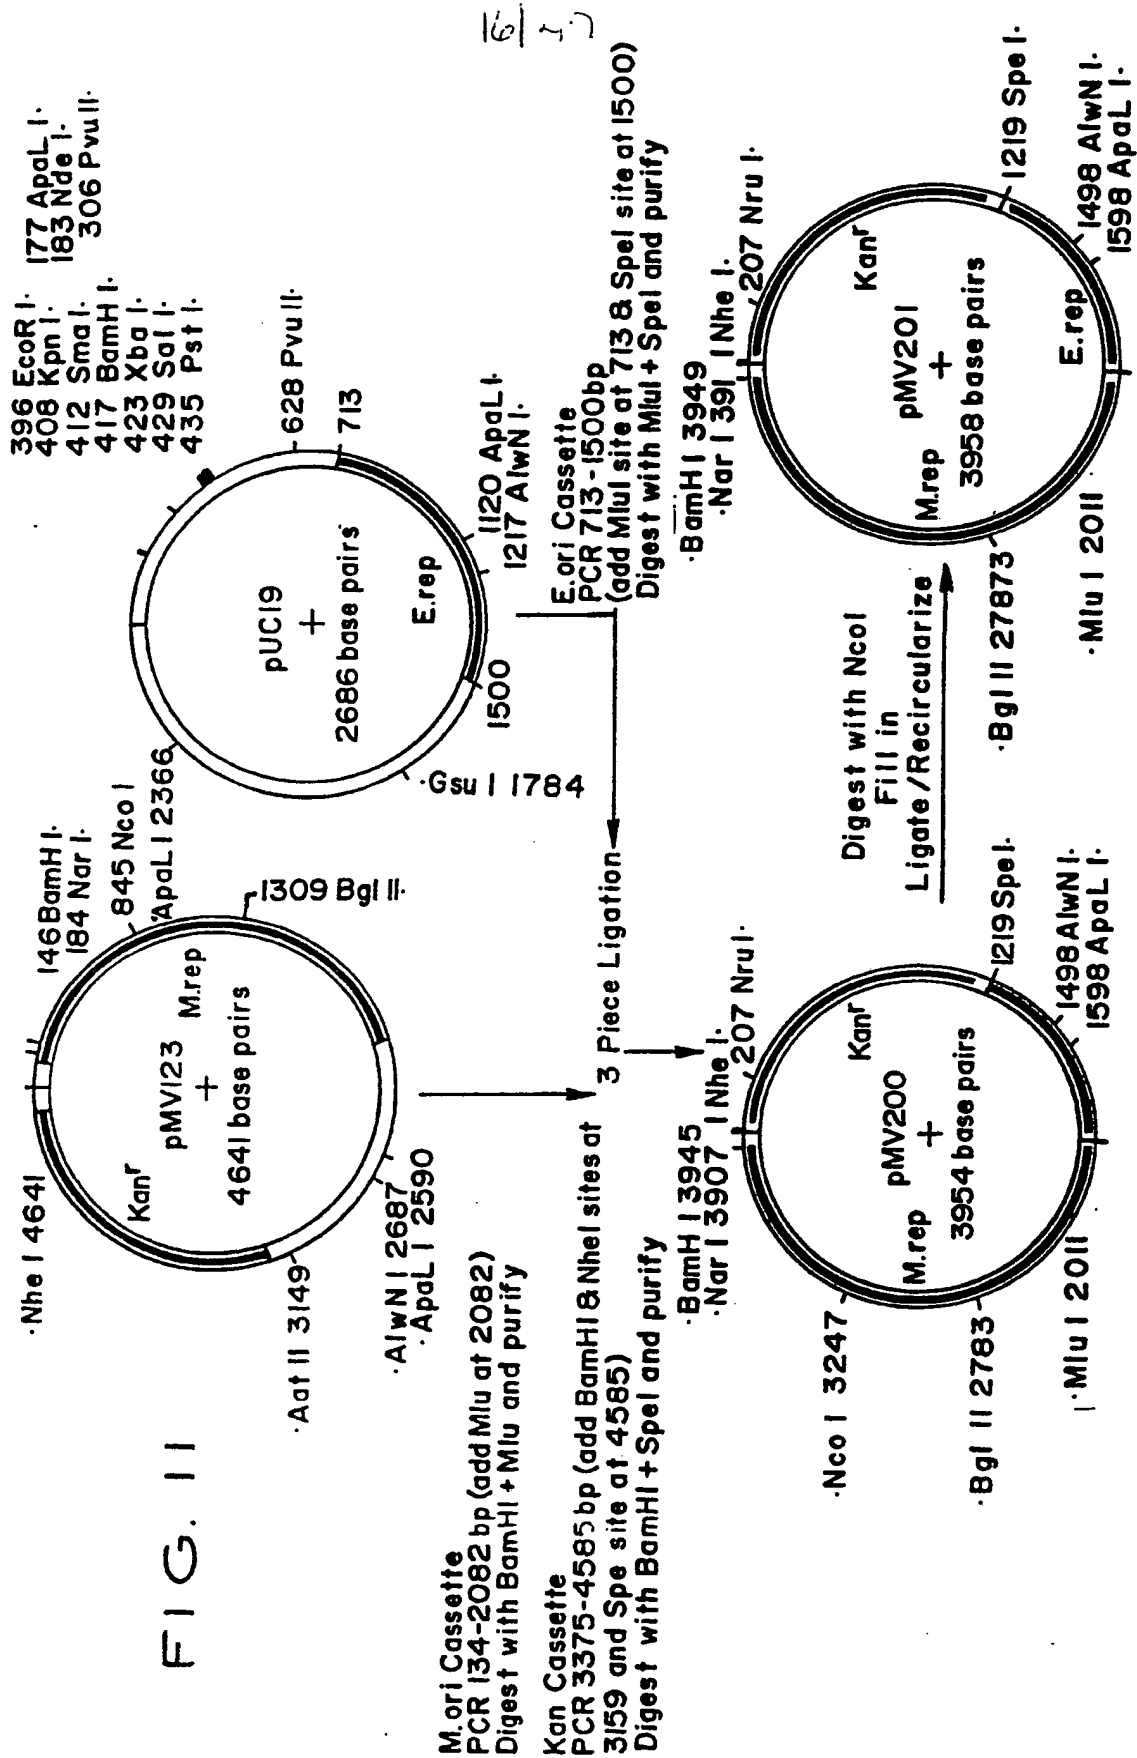 FIG. 11
16/27
·Nhe I 4641
146 BamH I·
184 Nar I·
845 Nco I
1309 Bgl II·
Kanʳ
pMV123
M.rep
+
4641 base pairs
·Aat II 3149
·AlwN I 2687
·ApaL I 2590
396 EcoR I·
408 Kpn I·
412 Sma I·
417 BamH I·
423 Xba I·
429 Sal I·
435 Pst I·
177 ApaL I·
183 Nde I·
306 Pvu II·
628 Pvu II·
713
1120 ApaL I·
1217 AlwN I·
1500
·Gsu I 1784
ApaL I 2366
pUC19
+
2686 base pairs
E.rep
M.ori Cassette
PCR 134-2082 bp (add Mlu at 2082)
Digest with BamHI + Mlu and purify
Kan Cassette
PCR 3375-4585 bp (add BamHI & NheI sites at
3159 and Spe site at 4585)
Digest with BamHI + SpeI and purify
3 Piece Ligation
E.ori Cassette
PCR 713-1500bp
(add MluI site at 713 & SpeI site at 1500)
Digest with MluI + SpeI and purify
·BamH I 3945
·Nar I 3907
1 Nhe I·
207 Nru I·
1219 Spe I·
1498 AlwN I·
1598 ApaL I·
·Mlu I 2011
·Bgl II 2783
·Nco I 3247
Kanʳ
pMV200
+
M.rep
3954 base pairs
Digest with NcoI
Fill in
Ligate/Recircularize
·BamH I 3949
·Nar I 391
1 Nhe I·
207 Nru I·
1219 Spe I·
1498 AlwN I·
1598 ApaL I·
·Mlu I 2011
·Bgl II 27873
Kanʳ
M.rep
pMV201
+
3958 base pairs
E.rep